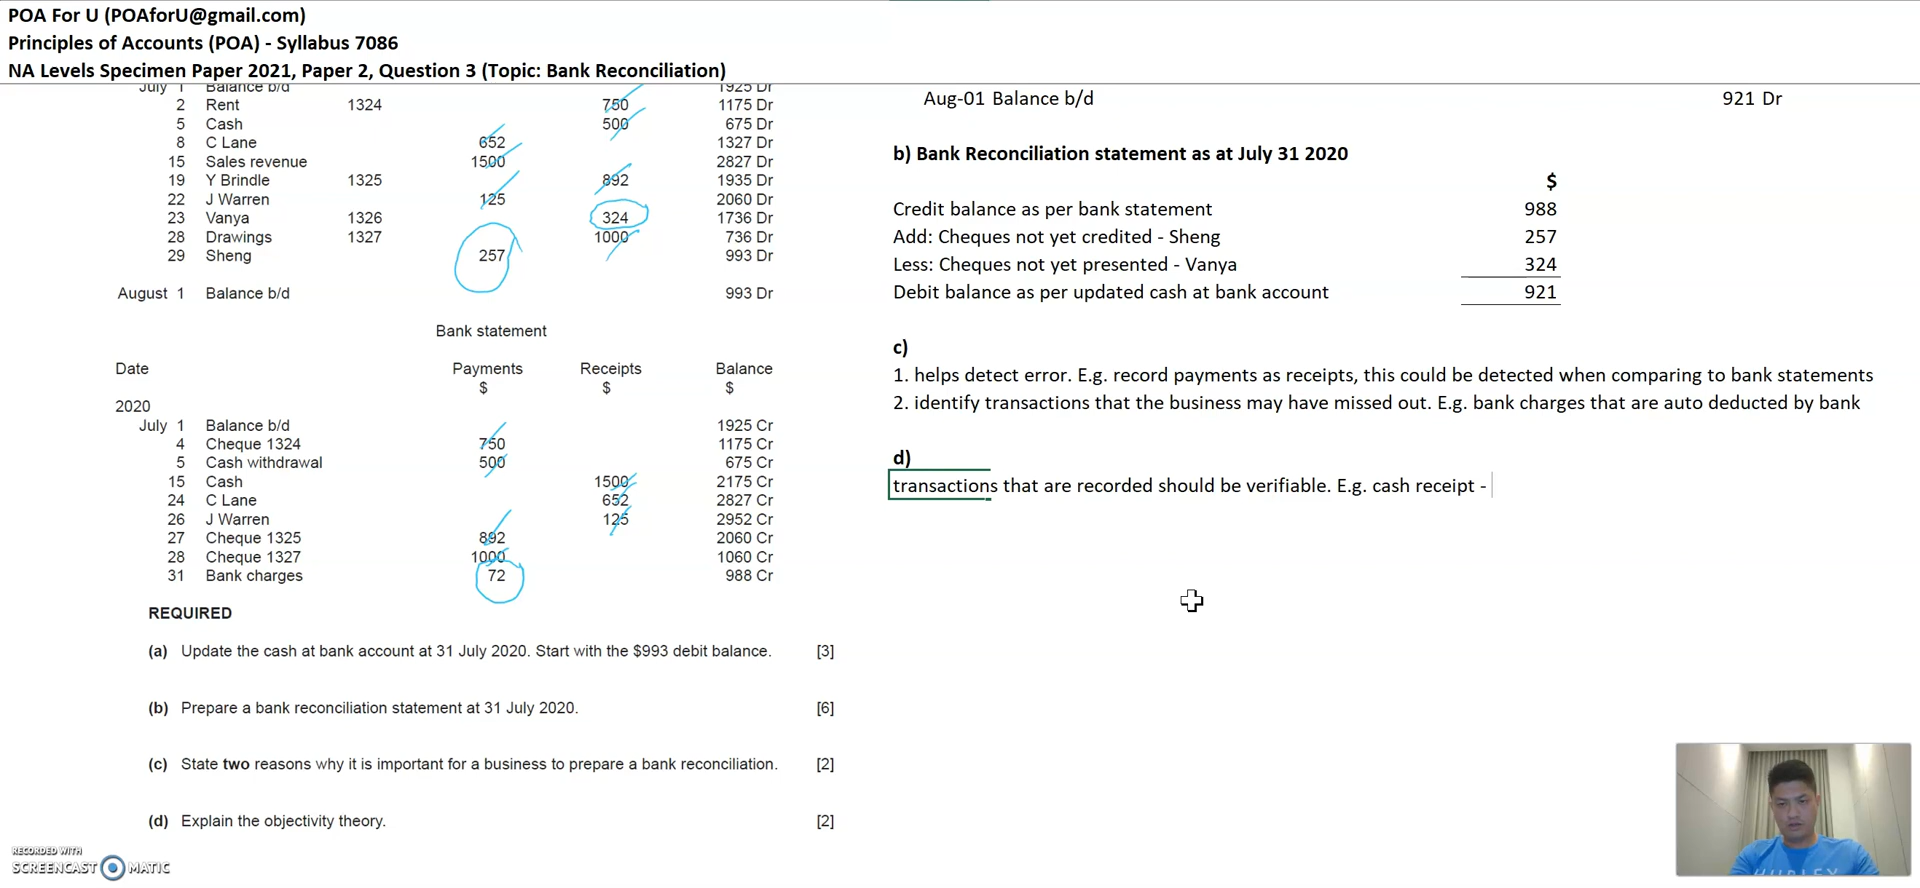 POA For U (POAforU@gmail.com)
Principles of Accounts (POA) - Syllabus 7086
NA Levels Specimen Paper 2021, Paper 2, Question 3 (Topic: Bank Reconciliation)
July 1 Balance b/d 1925 Dr
2 Rent 1324 750 1175 Dr
5 Cash 500 675 Dr
8 C Lane 652 1327 Dr
15 Sales revenue 1500 2827 Dr
19 Y Brindle 1325 892 1935 Dr
22 J Warren 125 2060 Dr
23 Vanya 1326 324 1736 Dr
28 Drawings 1327 1000 736 Dr
29 Sheng 257 993 Dr
August 1 Balance b/d 993 Dr
Bank statement
Date Payments Receipts Balance
$ $ $
2020
July 1 Balance b/d 1925 Cr
4 Cheque 1324 750 1175 Cr
5 Cash withdrawal 500 675 Cr
15 Cash 1500 2175 Cr
24 C Lane 652 2827 Cr
26 J Warren 125 2952 Cr
27 Cheque 1325 892 2060 Cr
28 Cheque 1327 1000 1060 Cr
31 Bank charges 72 988 Cr
REQUIRED
(a) Update the cash at bank account at 31 July 2020. Start with the $993 debit balance. [3]
(b) Prepare a bank reconciliation statement at 31 July 2020. [6]
(c) State two reasons why it is important for a business to prepare a bank reconciliation. [2]
(d) Explain the objectivity theory. [2]
RECORDED WITH
SCREENCAST MATIC
Aug-01 Balance b/d 921 Dr
b) Bank Reconciliation statement as at July 31 2020
$
Credit balance as per bank statement 988
Add: Cheques not yet credited - Sheng 257
Less: Cheques not yet presented - Vanya 324
Debit balance as per updated cash at bank account 921
c)
1. helps detect error. E.g. record payments as receipts, this could be detected when comparing to bank statements
2. identify transactions that the business may have missed out. E.g. bank charges that are auto deducted by bank
d)
transactions that are recorded should be verifiable. E.g. cash receipt -
HURLEY